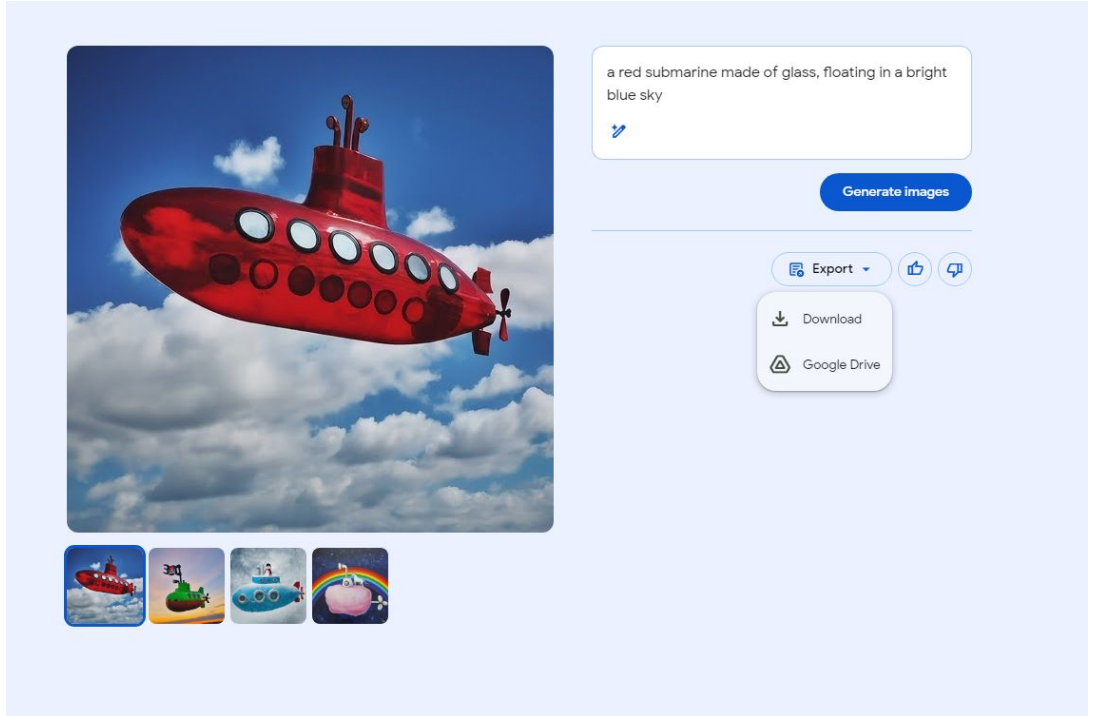 a red submarine made of glass, floating in a bright
blue sky
Generate images
Export
Download
Google Drive